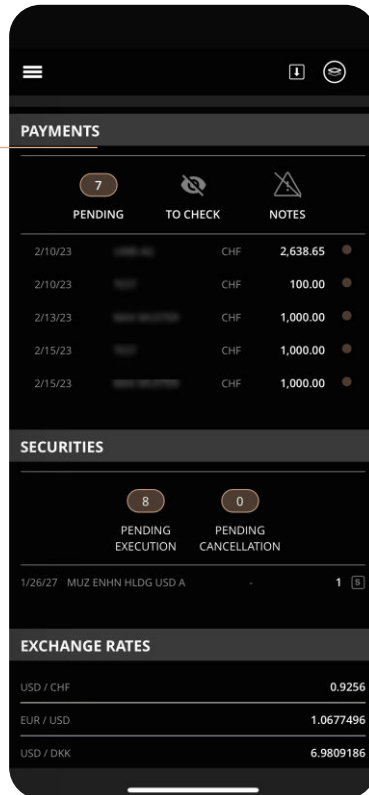 PAYMENTS
7
PENDING TO CHECK NOTES
2/10/23 CHF 2,638.65
2/10/23 CHF 100.00
2/13/23 CHF 1,000.00
2/15/23 CHF 1,000.00
2/15/23 CHF 1,000.00
SECURITIES
8 0
PENDING PENDING
EXECUTION CANCELLATION
1/26/27 MUZ ENHN HLDG USD A - 1 S
EXCHANGE RATES
USD / CHF 0.9256
EUR / USD 1.0677496
USD / DKK 6.9809186